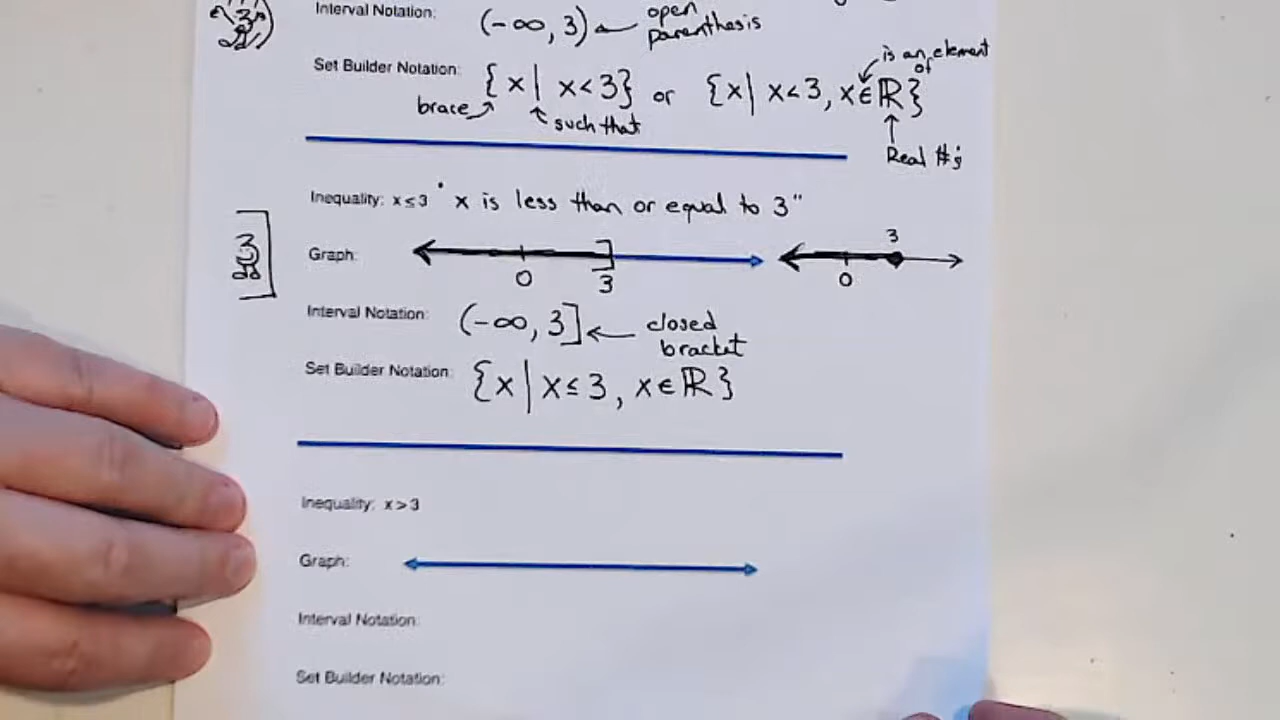 Interval Notation: (-∞, 3) ← open parenthesis
is an element of
Set Builder Notation: {x | x<3} or {x | x<3, x∈ℝ}
brace
such that
Real #'s
Inequality: x ≤ 3 "x is less than or equal to 3"
3
Graph: ]
0 3 0
3
Interval Notation: (-∞, 3] ← closed bracket
Set Builder Notation: {x | x≤3, x∈ℝ}
Inequality: x > 3
Graph:
Interval Notation:
Set Builder Notation: